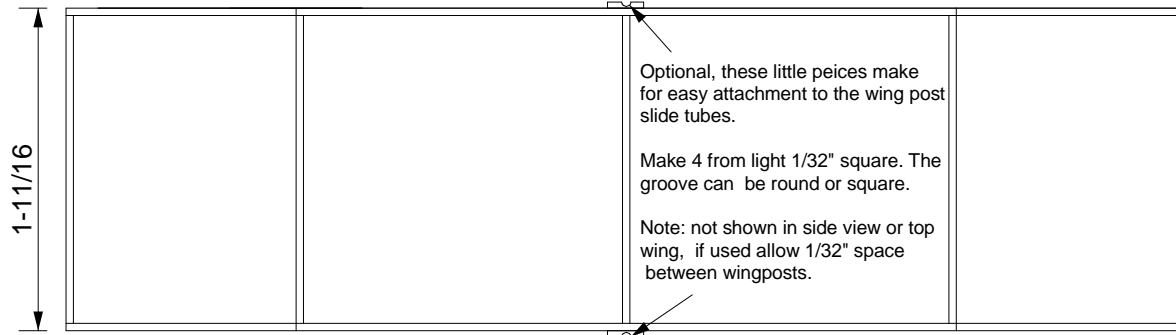 1-11/16
Optional, these little peices make
for easy attachment to the wing post
slide tubes.
Make 4 from light 1/32" square. The
groove can be round or square.
Note: not shown in side view or top
wing, if used allow 1/32" space
between wingposts.